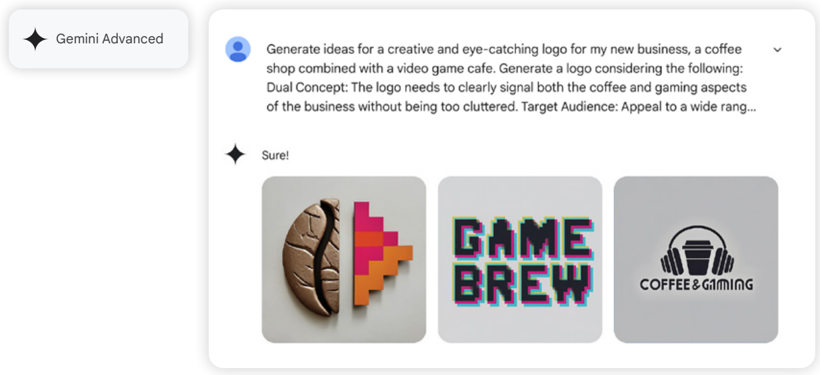 Gemini Advanced
Generate ideas for a creative and eye-catching logo for my new business, a coffee
shop combined with a video game cafe. Generate a logo considering the following:
Dual Concept: The logo needs to clearly signal both the coffee and gaming aspects
of the business without being too cluttered. Target Audience: Appeal to a wide rang...
Sure!
GAME
BREW
COFFEE & GAMING